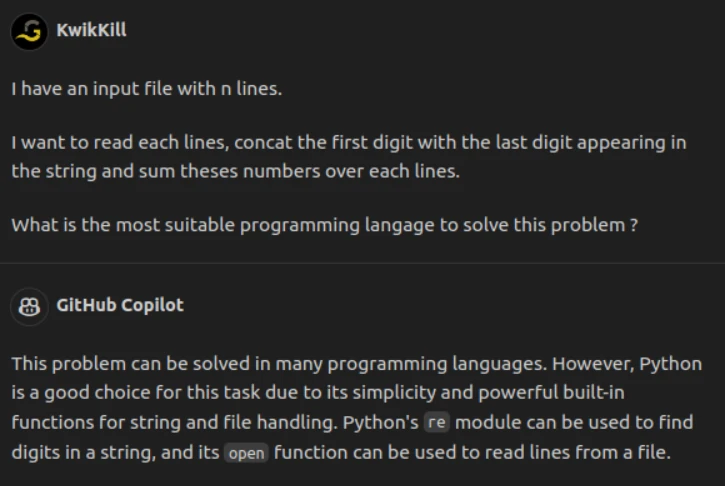 KwikKill
I have an input file with n lines.
I want to read each lines, concat the first digit with the last digit appearing in
the string and sum theses numbers over each lines.
What is the most suitable programming langage to solve this problem ?
GitHub Copilot
This problem can be solved in many programming languages. However, Python
is a good choice for this task due to its simplicity and powerful built-in
functions for string and file handling. Python's re module can be used to find
digits in a string, and its open function can be used to read lines from a file.